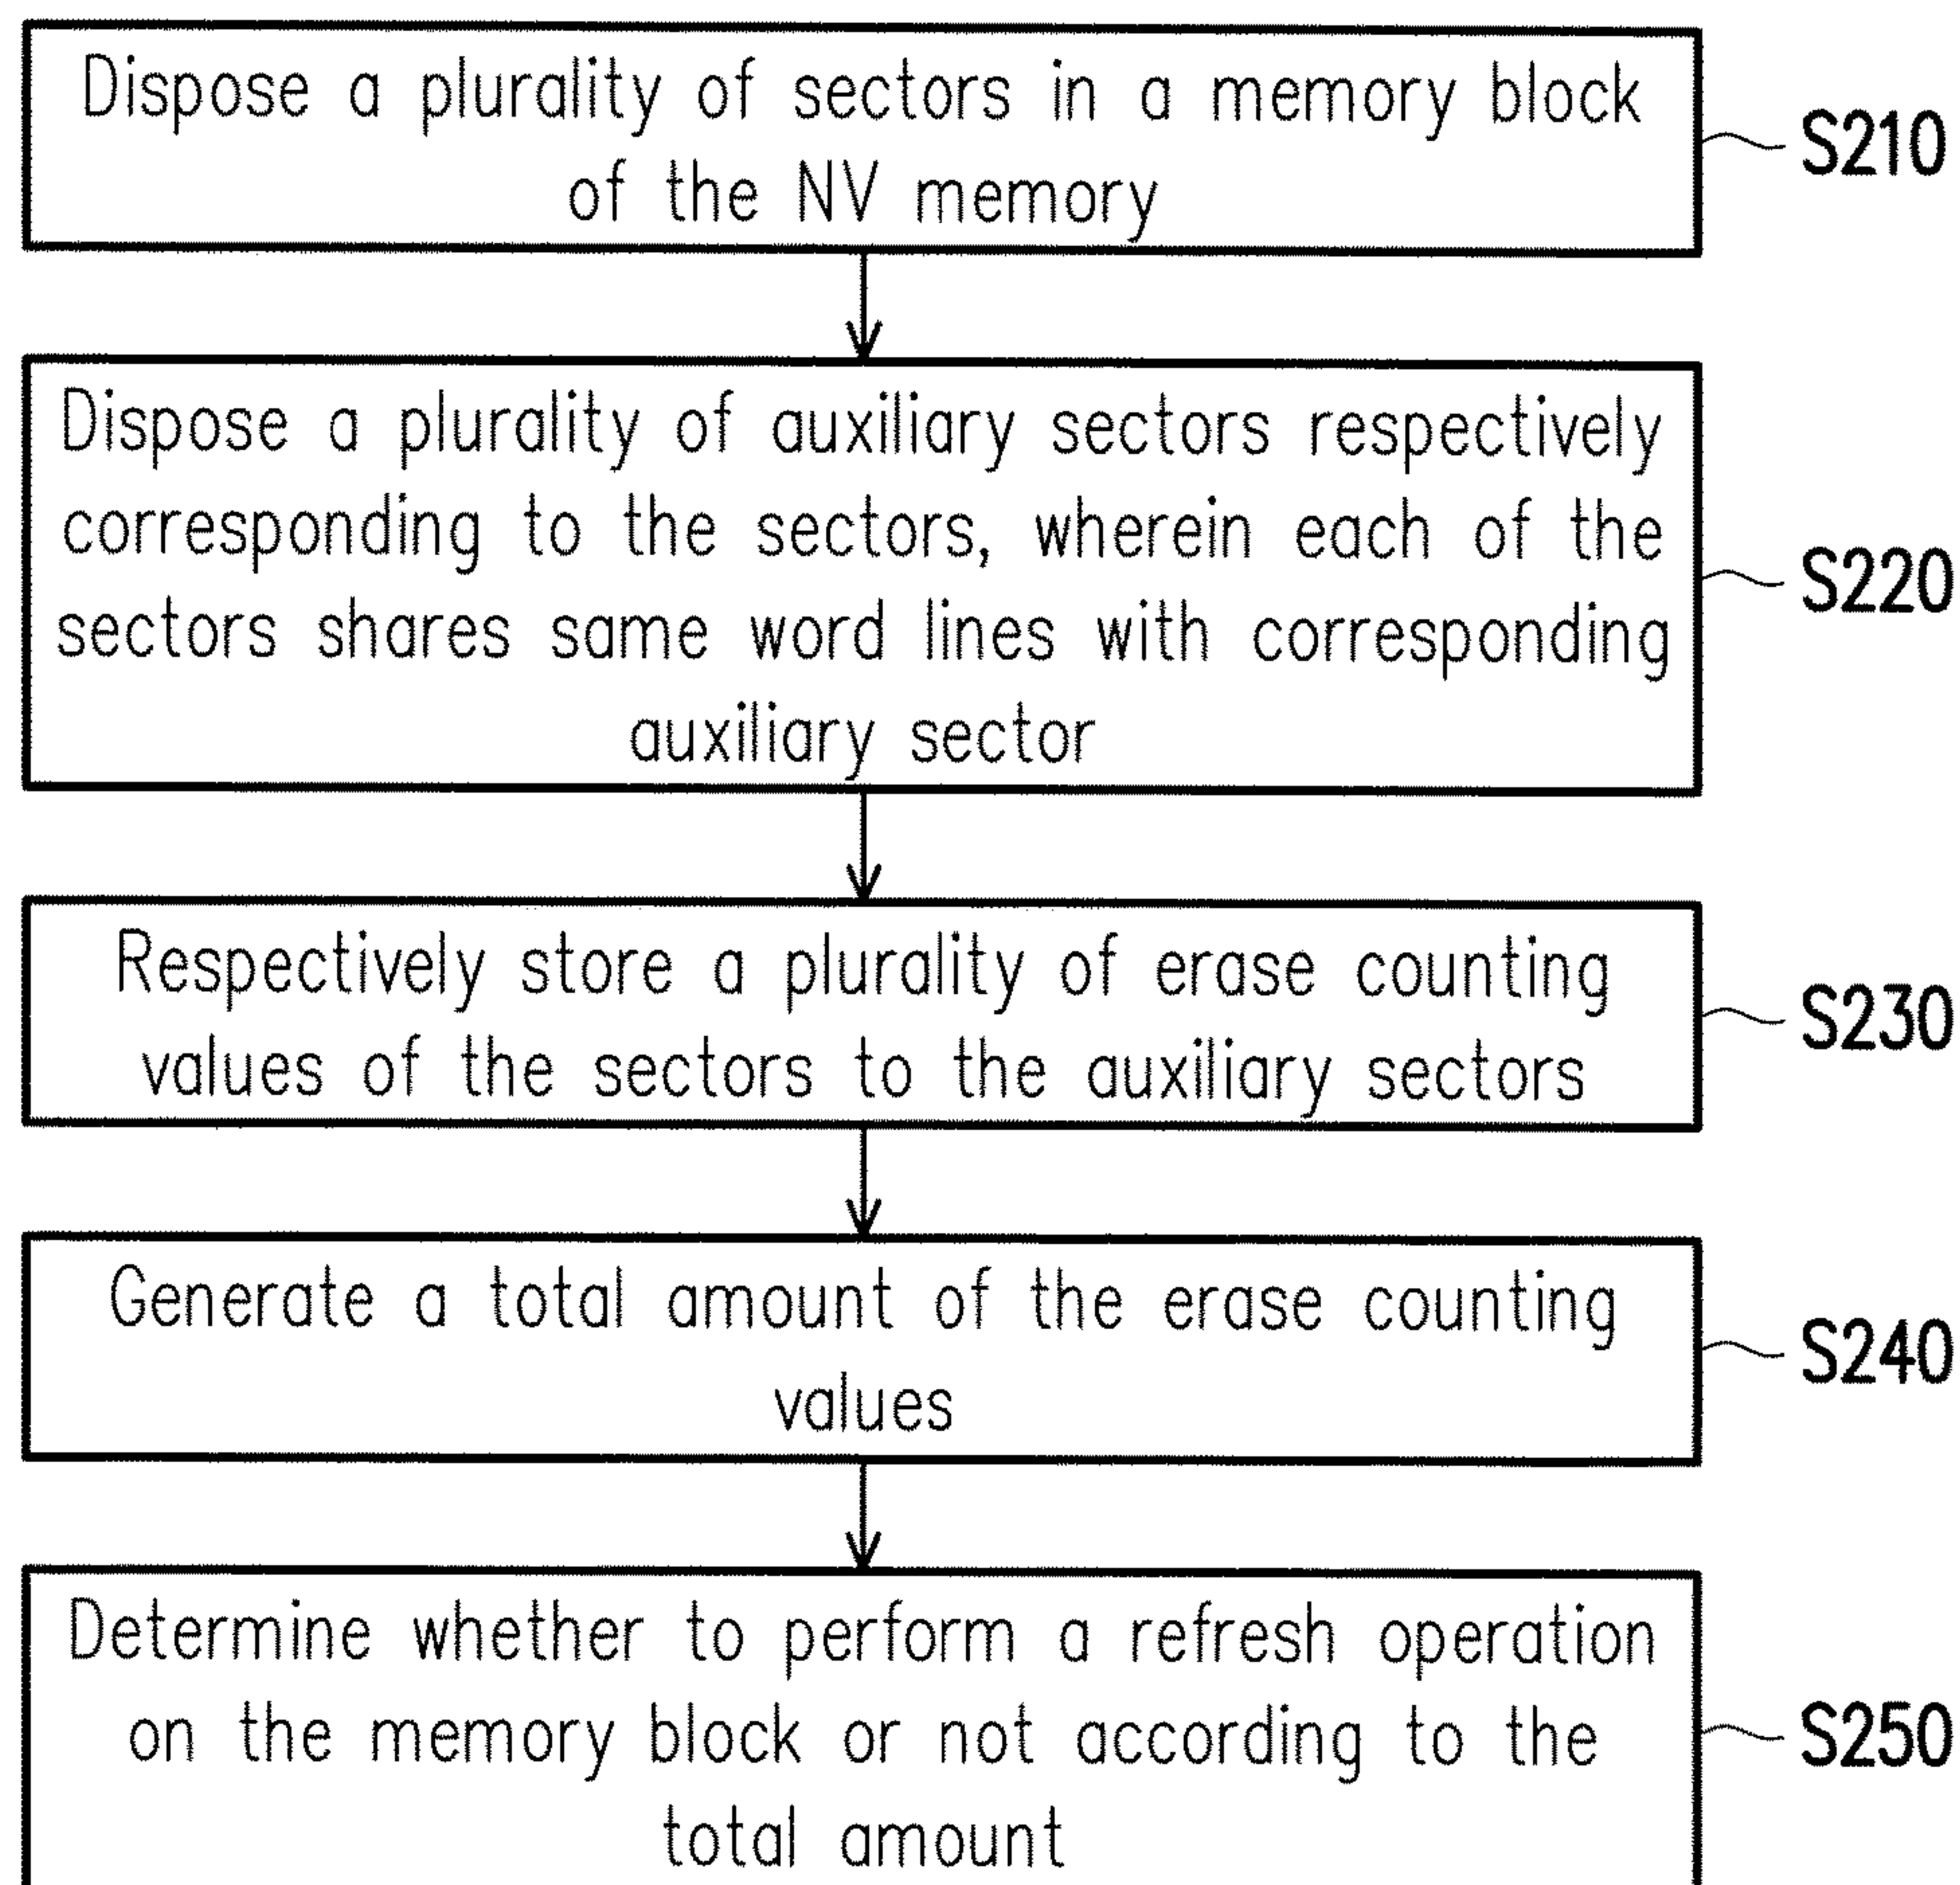 Dispose a plurality of sectors in a memory block
of the NV memory
S210
Dispose a plurality of auxiliary sectors respectively
corresponding to the sectors, wherein each of the
sectors shares same word lines with corresponding
auxiliary sector
S220
Respectively store a plurality of erase counting
values of the sectors to the auxiliary sectors
S230
Generate a total amount of the erase counting
values
S240
Determine whether to perform a refresh operation
on the memory block or not according to the
total amount
S250